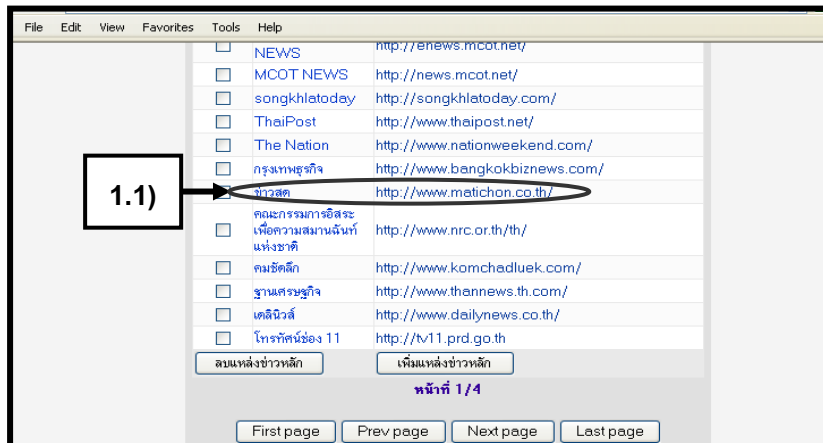 File Edit View Favorites Tools Help
NEWS http://enews.mcot.net/
MCOT NEWS http://news.mcot.net/
songkhlatoday http://songkhlatoday.com/
ThaiPost http://www.thaipost.net/
The Nation http://www.nationweekend.com/
กรุงเทพธุรกิจ http://www.bangkokbiznews.com/
1.1) ข่าวสด http://www.matichon.co.th/
คณะกรรมการอิสระ
เพื่อความสมานฉันท์ http://www.nrc.or.th/th/
แห่งชาติ
คมชัดลึก http://www.komchadluek.com/
ฐานเศรษฐกิจ http://www.thannews.th.com/
เดลินิวส์ http://www.dailynews.co.th/
โทรทัศน์ช่อง 11 http://tv11.prd.go.th
ลบแหล่งข่าวหลัก เพิ่มแหล่งข่าวหลัก
หน้าที่ 1/4
First page Prev page Next page Last page